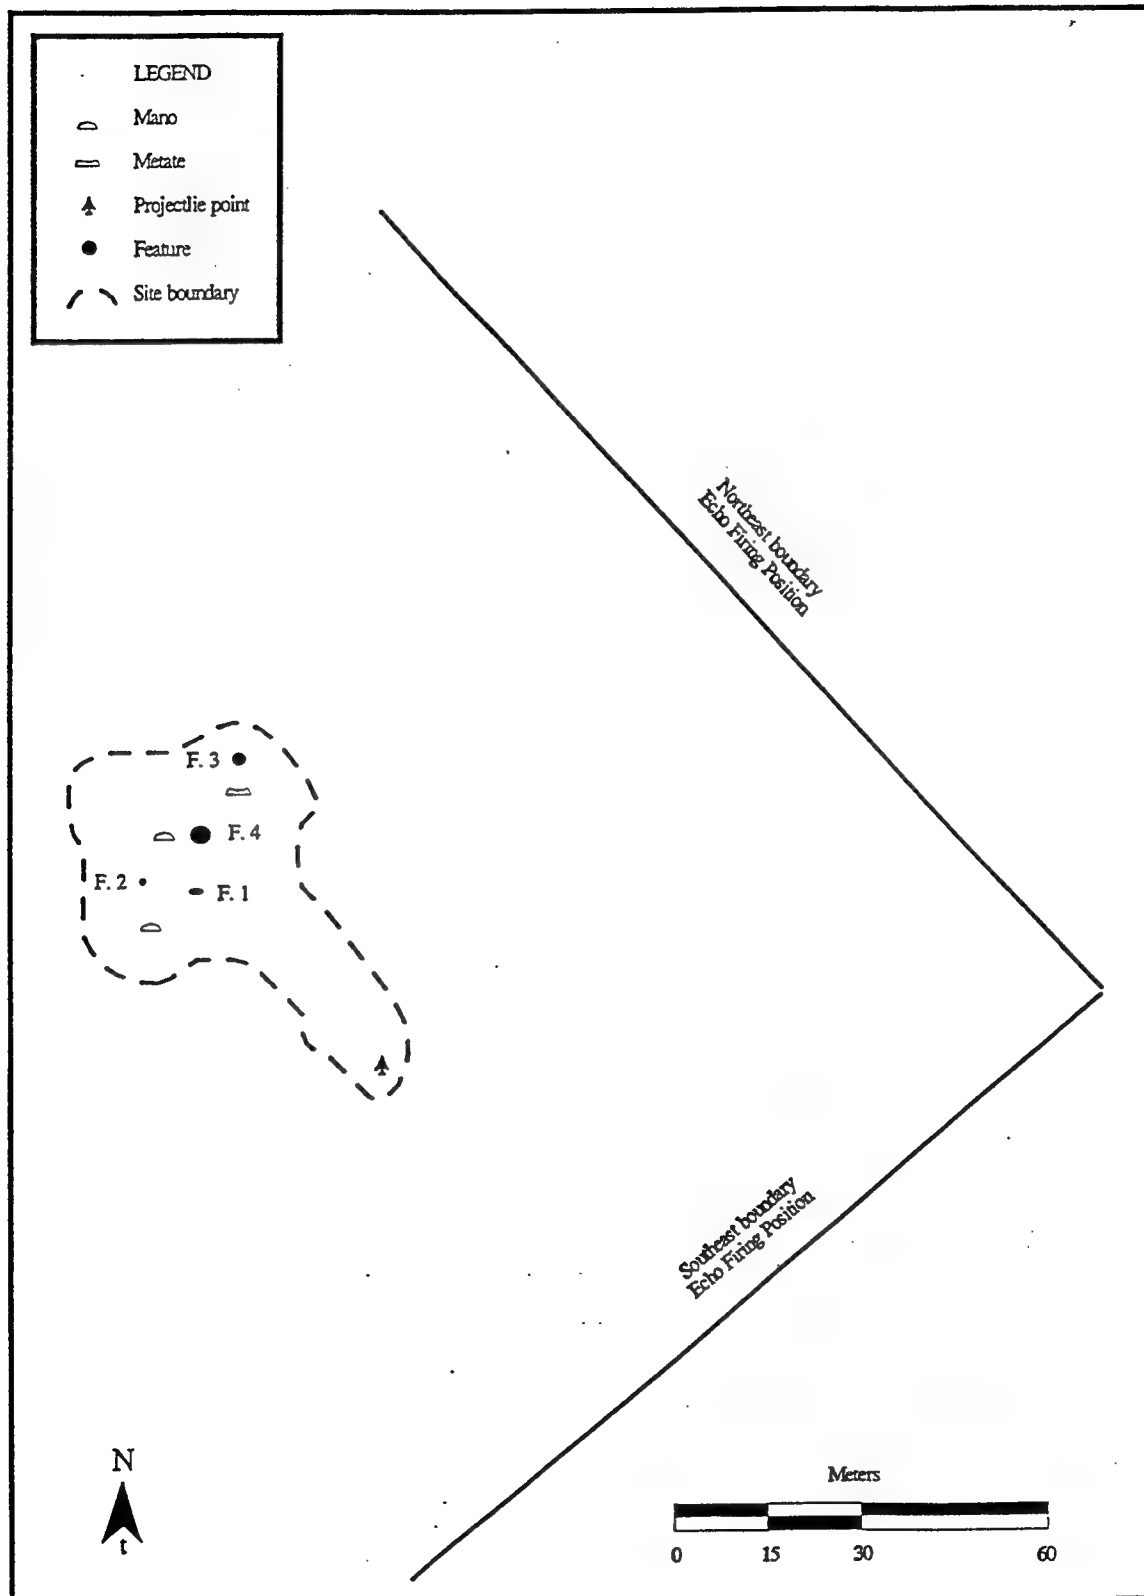 LEGEND
Mano
Metate
Projectlie point
Feature
Site boundary
Northeast boundary
Echo Firing Position
F. 3
F. 4
F. 2
F. 1
Southeast boundary
Echo Firing Position
N
t
Meters
0 15 30 60